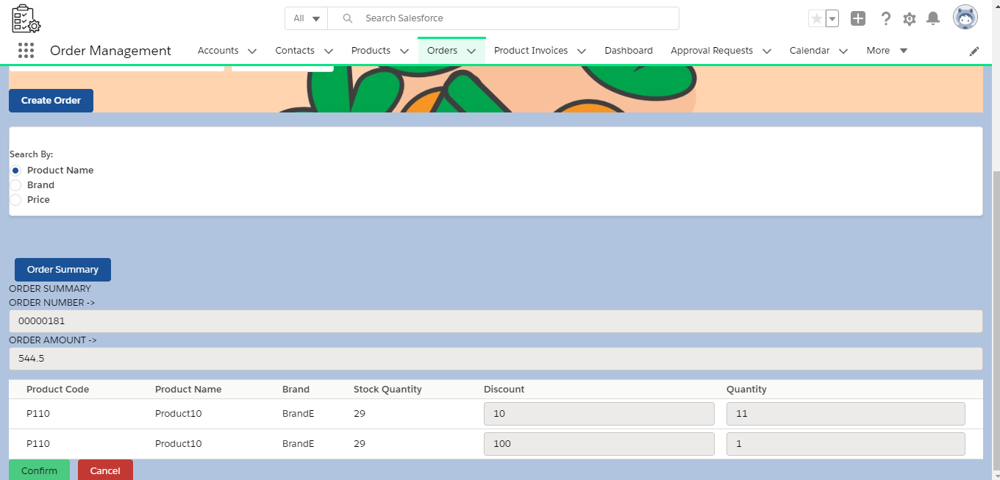 All Search Salesforce
Order Management Accounts Contacts Products Orders Product Invoices Dashboard Approval Requests Calendar More
Create Order
Search By:
Product Name
Brand
Price
Order Summary
ORDER SUMMARY
ORDER NUMBER ->
00000181
ORDER AMOUNT ->
544.5
Product Code Product Name Brand Stock Quantity Discount Quantity
P110 Product10 BrandE 29 10 11
P110 Product10 BrandE 29 100 1
Confirm Cancel